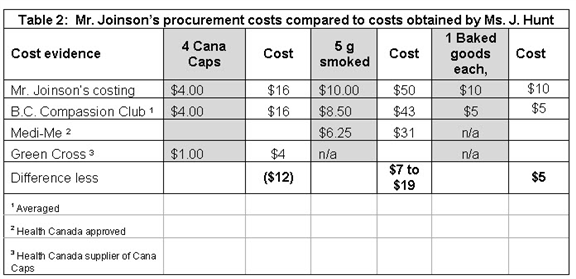 Table 2: Mr. Joinson's procurement costs compared to costs obtained by Ms. J. Hunt
Cost evidence 4 Cana Caps Cost 5 g smoked Cost 1 Baked goods each, Cost
Mr. Joinson's costing $4.00 $16 $10.00 $50 $10 $10
B.C. Compassion Club 1 $4.00 $16 $8.50 $43 $5 $5
Medi-Me 2 $6.25 $31 n/a
Green Cross 3 $1.00 $4 n/a n/a
Difference less ($12) $7 to $19 $5
1 Averaged
2 Health Canada approved
3 Health Canada supplier of Cana
Caps